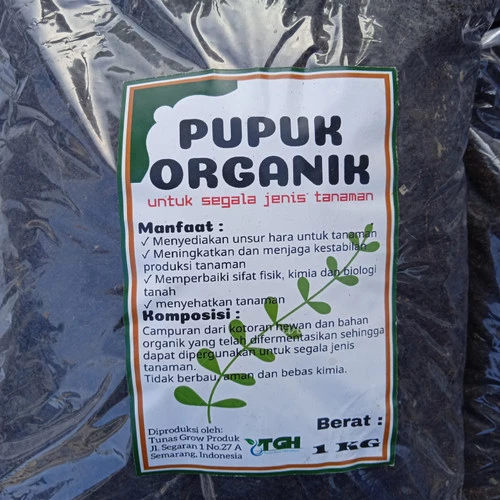 PUPUK
ORGANIK
untuk segala jenis tanaman
Manfaat :
✓ Menyediakan unsur hara untuk tanaman
✓ Meningkatkan dan menjaga kestabilan
produksi tanaman
✓ Memperbaiki sifat fisik, kimia dan biologi
tanah
✓ menyehatkan tanaman
Komposisi :
Campuran dari kotoran hewan dan bahan
organik yang telah difermentasikan sehingga
dapat dipergunakan untuk segala jenis
tanaman.
Tidak berbau, aman dan bebas kimia.
Diproduksi oleh:
Tunas Grow Produk
Jl. Segaran 1 No.27 A
Semarang, Indonesia
TGH
Berat :
1 KG